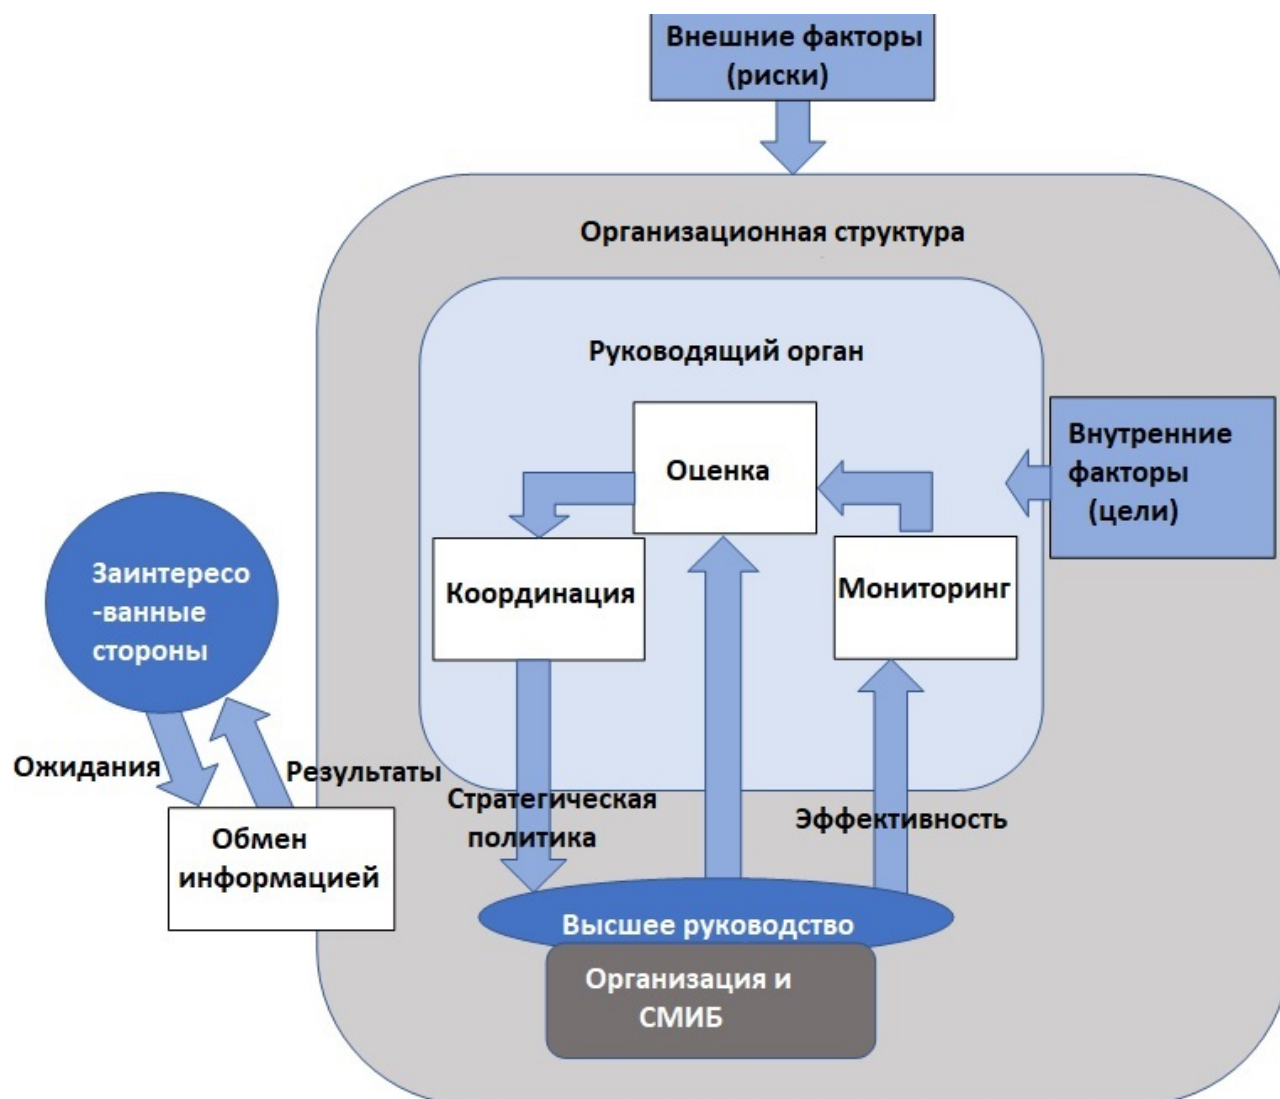 Внешние факторы
(риски)
Организационная структура
Руководящий орган
Оценка
Внутренние
факторы
(цели)
Координация
Мониторинг
Заинтересо
-ванные
стороны
Ожидания
Результаты
Стратегическая
политика
Эффективность
Обмен
информацией
Высшее руководство
Организация и
СМИБ